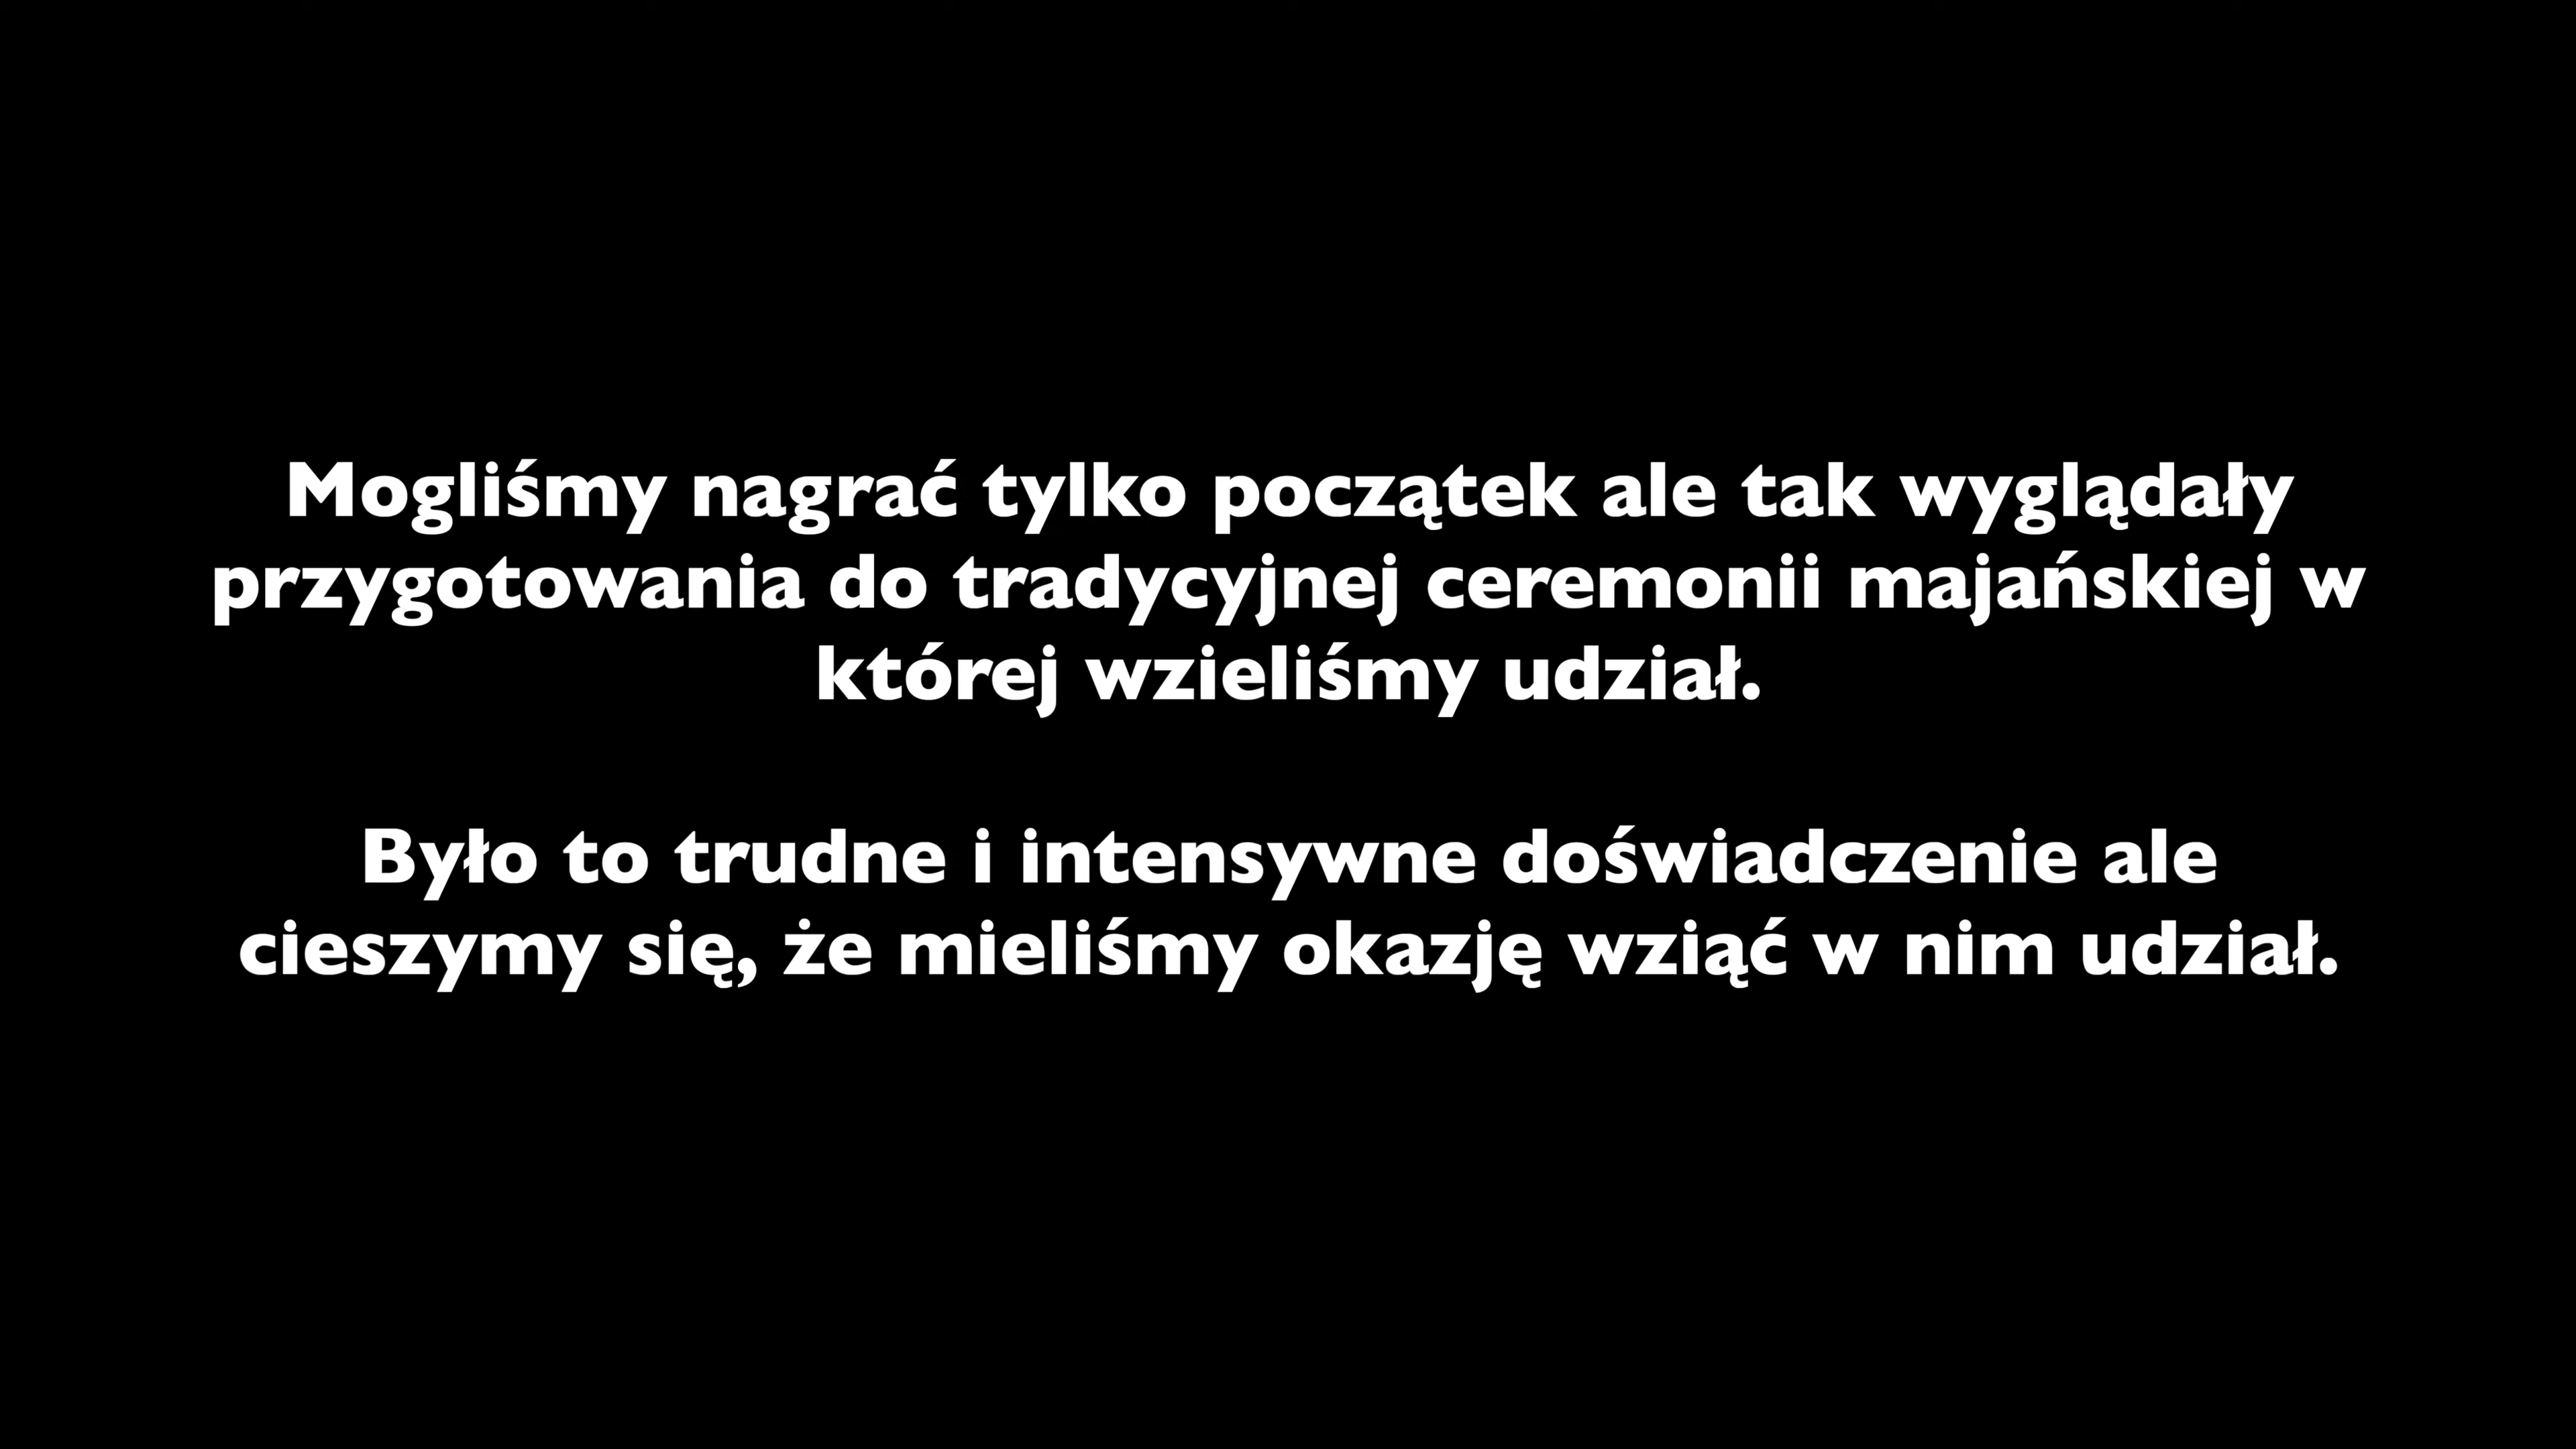 Mogliśmy nagrać tylko początek ale tak wyglądały
przygotowania do tradycyjnej ceremonii majańskiej w
której wzieliśmy udział.
Było to trudne i intensywne doświadczenie ale
cieszymy się, że mieliśmy okazję wziąć w nim udział.